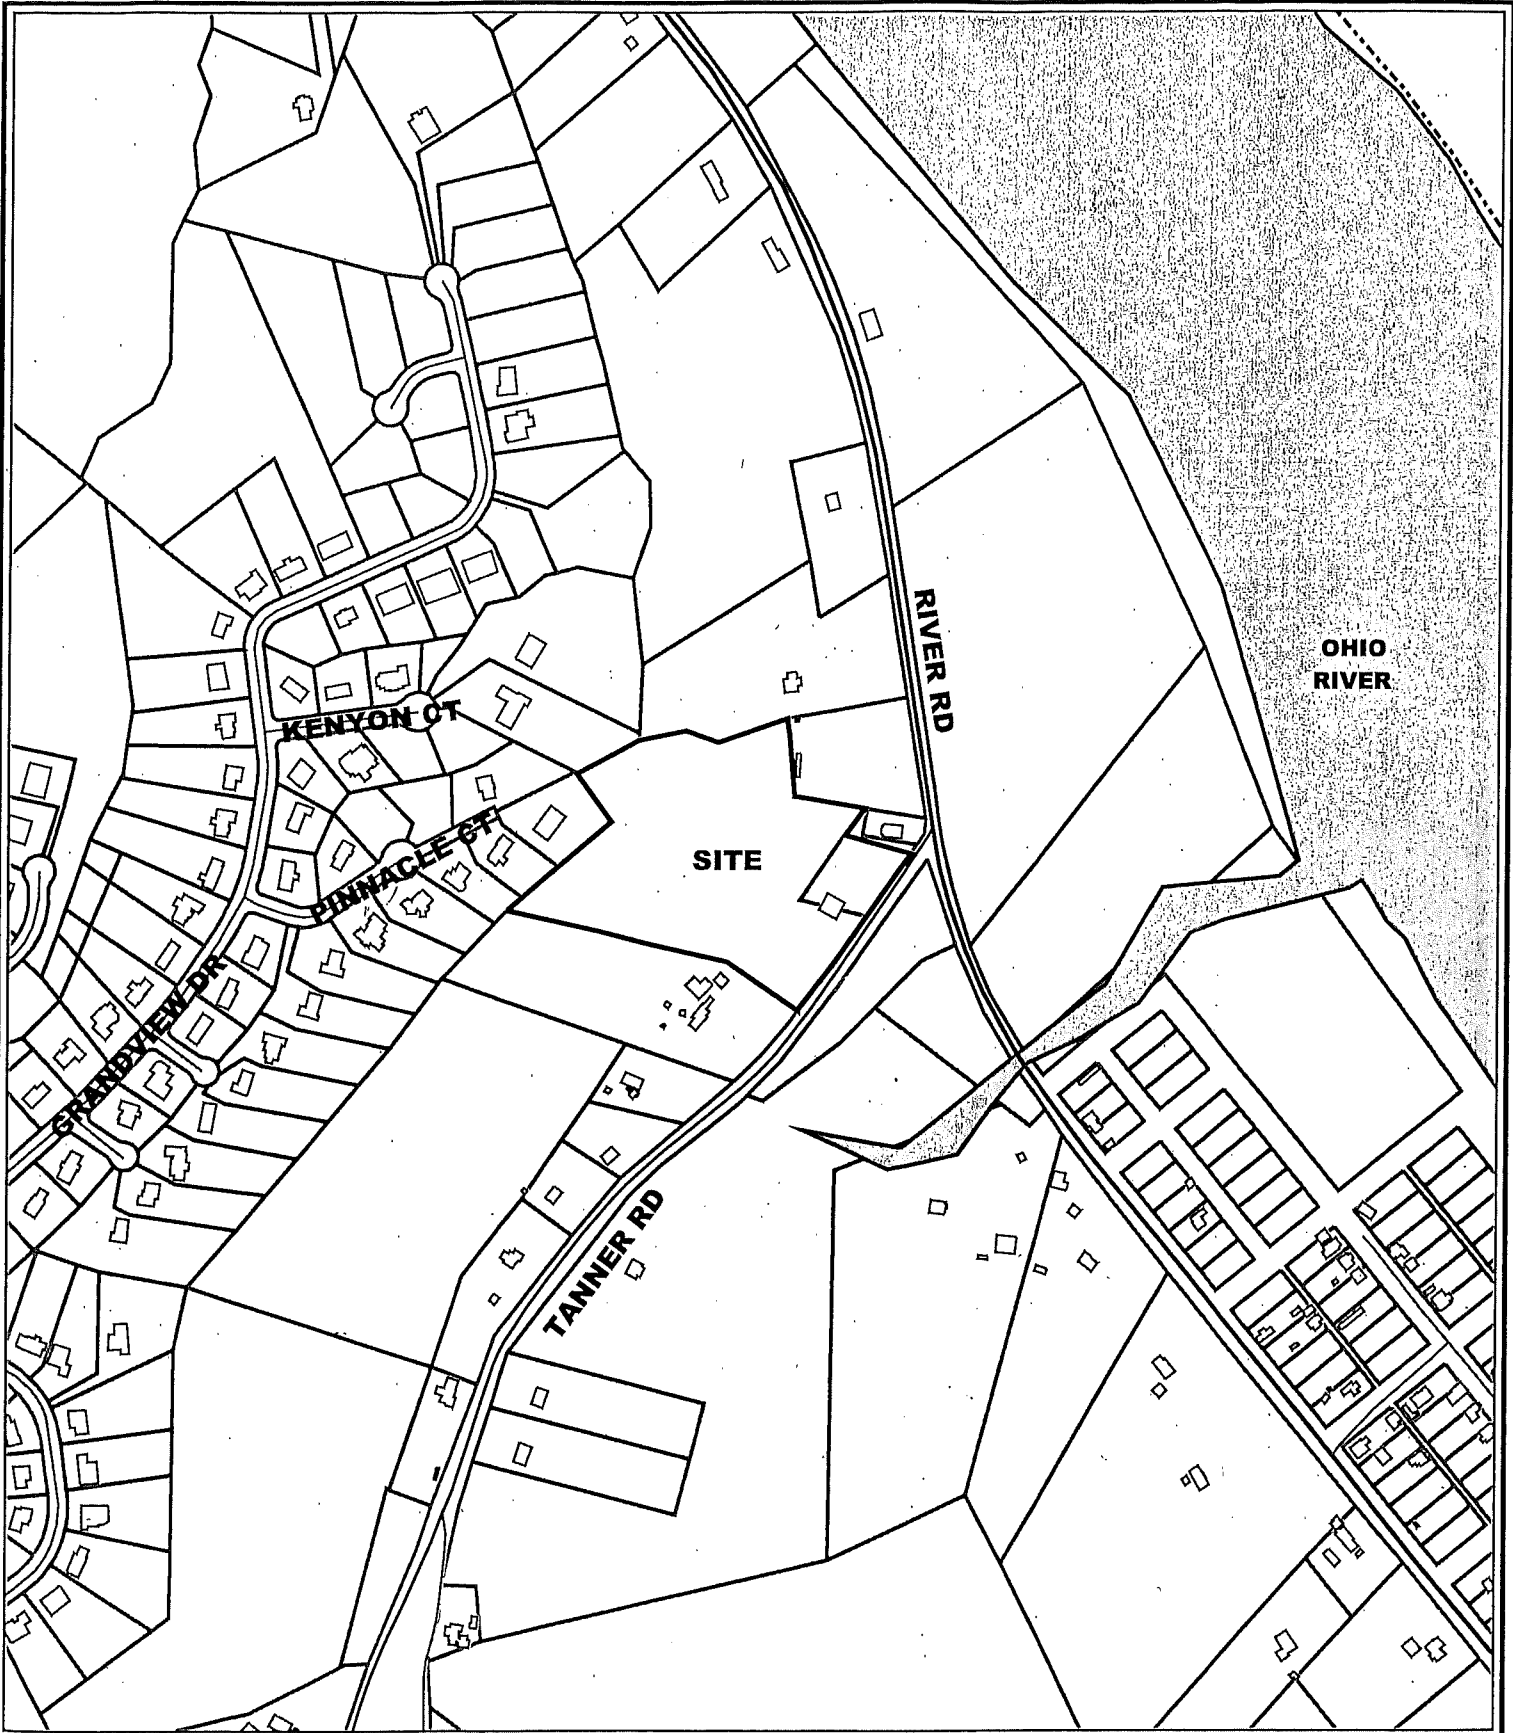 RIVER RD
OHIO
RIVER
KENYON CT
PINNACLE CT
SITE
GRANDVIEW DR
TANNER RD